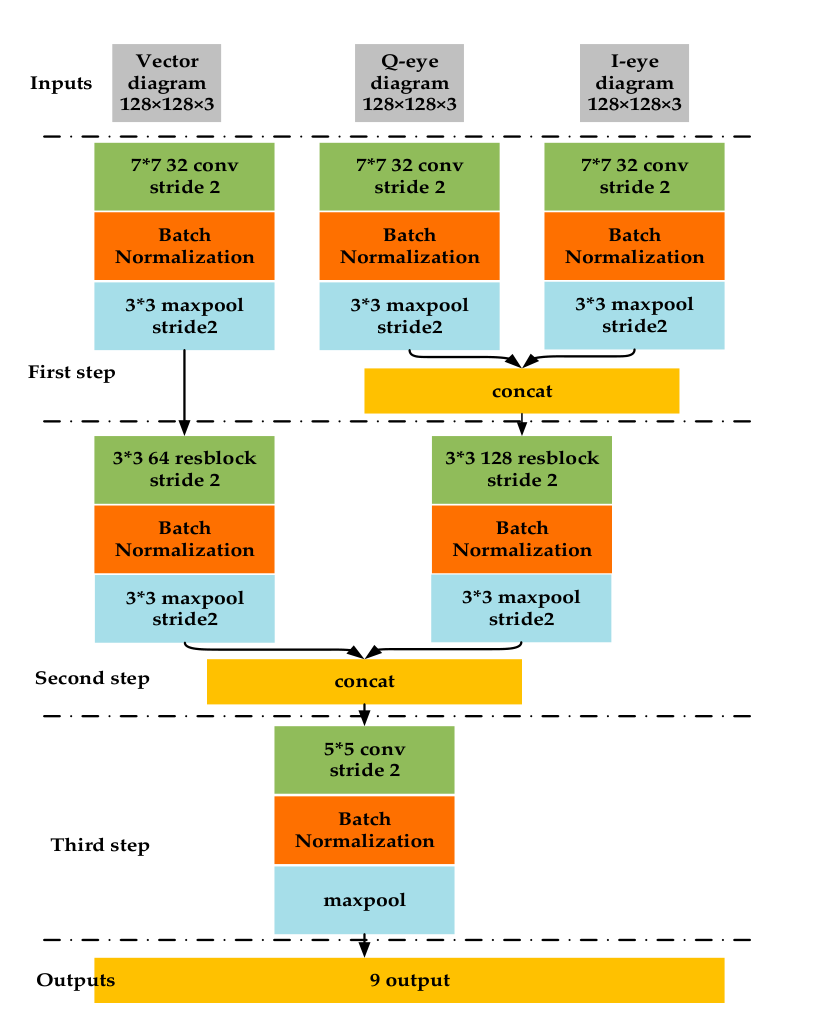 Inputs
Vector
diagram
128×128×3
Q-eye
diagram
128×128×3
I-eye
diagram
128×128×3
7*7 32 conv
stride 2
7*7 32 conv
stride 2
7*7 32 conv
stride 2
Batch
Normalization
Batch
Normalization
Batch
Normalization
3*3 maxpool
stride2
3*3 maxpool
stride2
3*3 maxpool
stride2
First step
concat
3*3 64 resblock
stride 2
3*3 128 resblock
stride 2
Batch
Normalization
Batch
Normalization
3*3 maxpool
stride2
3*3 maxpool
stride2
Second step
concat
5*5 conv
stride 2
Batch
Normalization
Third step
maxpool
Outputs
9 output